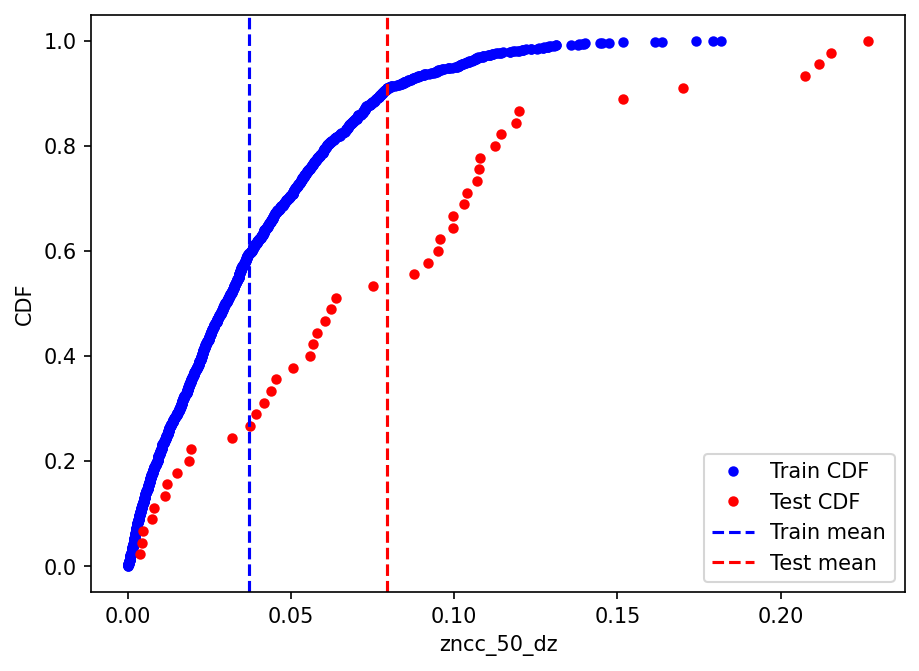 1.0
0.8
0.6
0.4
0.2
0.0
CDF
0.00
0.05
0.10
0.15
0.20
zncc_50_dz
Train CDF
Test CDF
Train mean
Test mean